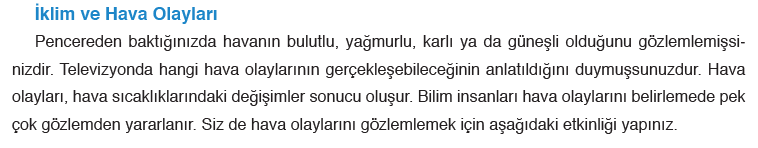 İklim ve Hava Olayları
Pencereden baktığınızda havanın bulutlu, yağmurlu, karlı ya da güneşli olduğunu gözlemlemişsi-
nizdir. Televizyonda hangi hava olaylarının gerçekleşebileceğinin anlatıldığını duymuşsunuzdur. Hava
olayları, hava sıcaklıklarındaki değişimler sonucu oluşur. Bilim insanları hava olaylarını belirlemede pek
çok gözlemden yararlanır. Siz de hava olaylarını gözlemlemek için aşağıdaki etkinliği yapınız.